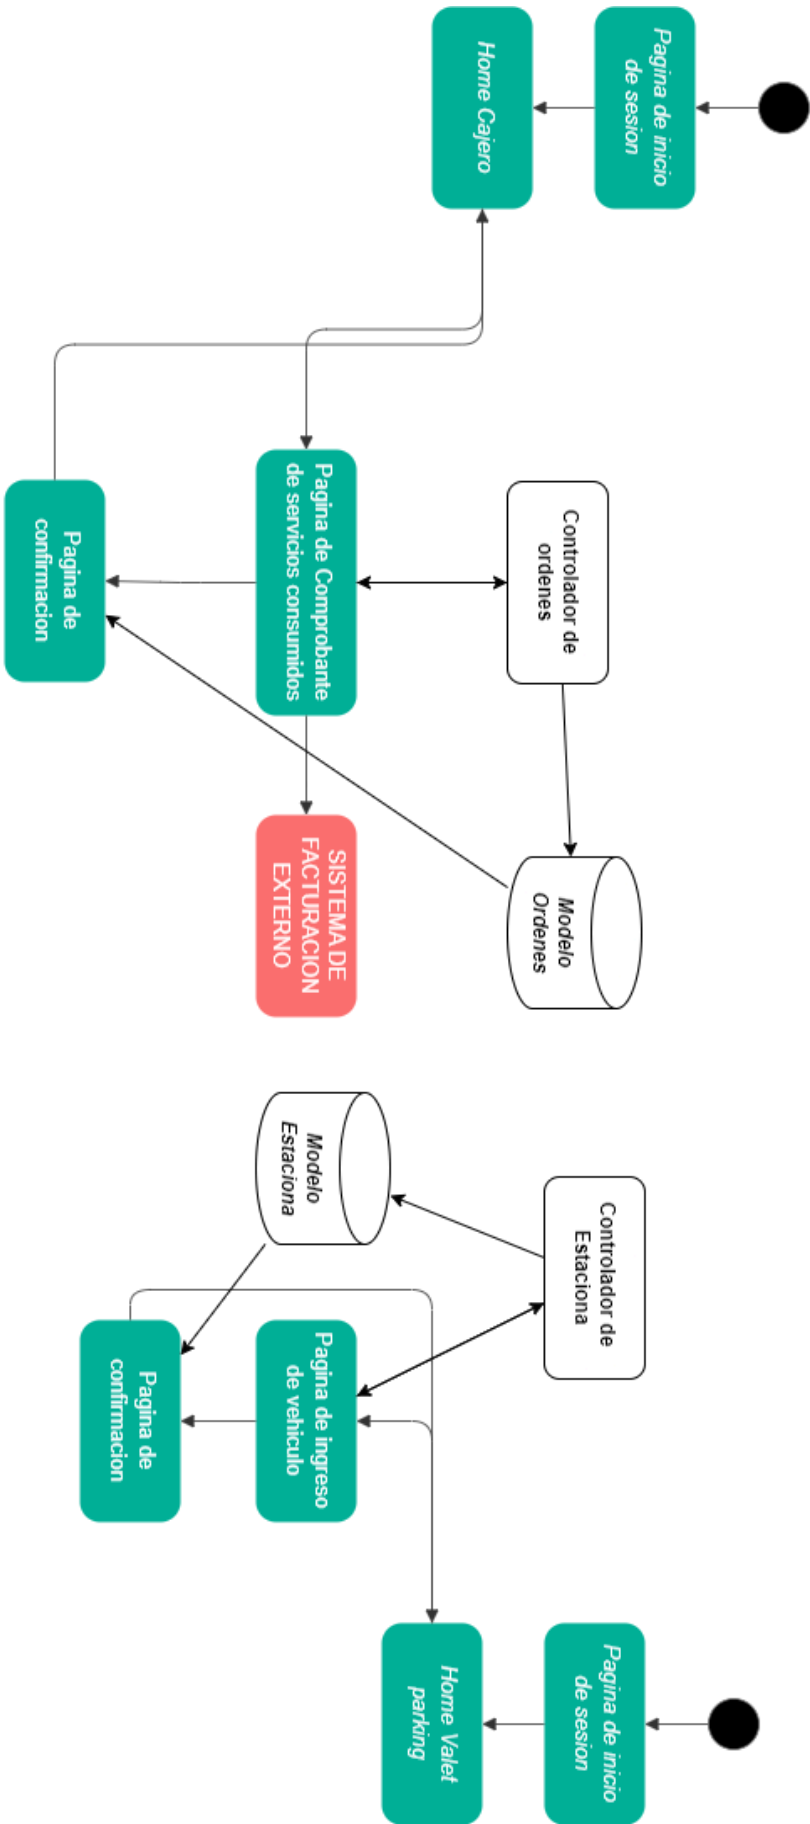 Pagina de inicio
de sesion
Home Cajero
Controlador de
ordenes
Pagina de Comprobante
de servicios consumidos
Pagina de
confirmacion
Modelo
Ordenes
SISTEMA DE
FACTURACION
EXTERNO
Modelo
Estaciona
Controlador de
Estaciona
Pagina de ingreso
de vehiculo
Pagina de
confirmacion
Pagina de inicio
de sesion
Home Valet
parking